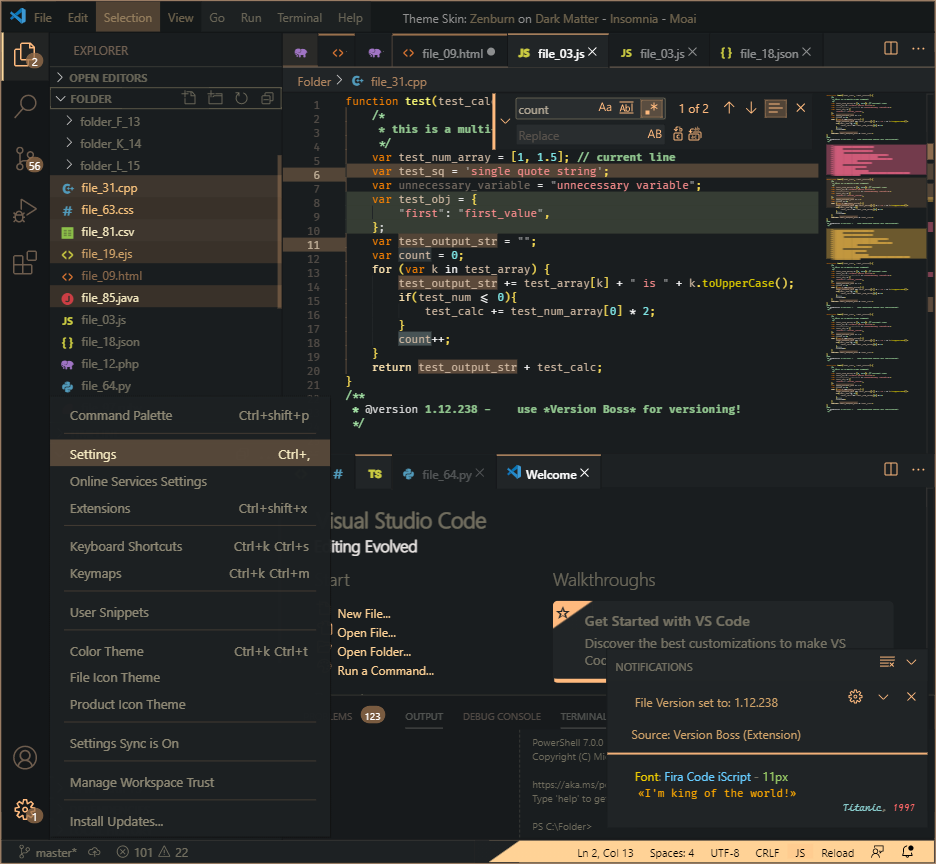 File Edit Selection View Go Run Terminal Help Theme Skin: Zenburn on Dark Matter - Insomnia - Moai
2
56
EXPLORER
OPEN EDITORS
FOLDER
folder_F_13
folder_K_14
folder_L_15
file_31.cpp
file_63.css
file_81.csv
file_19.ejs
file_09.html
file_85.java
JS file_03.js
{} file_18.json
file_12.php
file_64.py
file_09.html
JS file_03.js
JS file_03.js
{} file_18.json
Folder > file_31.cpp
count Aa Abl .* 1 of 2
Replace AB
1 function test(test_cal
2 /*
3 * this is a multi
4 */
5 var test_num_array = [1, 1.5]; // current line
6 var test_sq = 'single quote string';
7 var unnecessary_variable = "unnecessary variable";
8 var test_obj = {
9 "first": "first_value",
10 };
11 var test_output_str = "";
12 var count = 0;
13 for (var k in test_array) {
14 test_output_str += test_array[k] + " is " + k.toUpperCase();
15 if(test_num ⩽ 0){
16 test_calc += test_num_array[0] * 2;
17 }
18 count++;
19 }
20 return test_output_str + test_calc;
21 }
/**
* @version 1.12.238 - use *Version Boss* for versioning!
*/
Command Palette Ctrl+shift+p
Settings Ctrl+,
Online Services Settings
Extensions Ctrl+shift+x
Keyboard Shortcuts Ctrl+k Ctrl+s
Keymaps Ctrl+k Ctrl+m
User Snippets
Color Theme Ctrl+k Ctrl+t
File Icon Theme
Product Icon Theme
Settings Sync is On
Manage Workspace Trust
Install Updates...
1
# TS file_64.py Welcome
isual Studio Code
iting Evolved
art
New File...
Open File...
Open Folder...
Run a Command...
Walkthroughs
Get Started with VS Code
Discover the best customizations to make VS
Coc
LEMS 123 OUTPUT DEBUG CONSOLE TERMINAL
PowerShell 7.0.0
Copyright (C) Mi
https://aka.ms/p
Type 'help' to ge
PS C:\Folder>
NOTIFICATIONS
File Version set to: 1.12.238
Source: Version Boss (Extension)
Font: Fira Code iScript - 11px
«I'm king of the world!»
Titanic, 1997
master* 101 22 Ln 2, Col 13 Spaces: 4 UTF-8 CRLF JS Reload